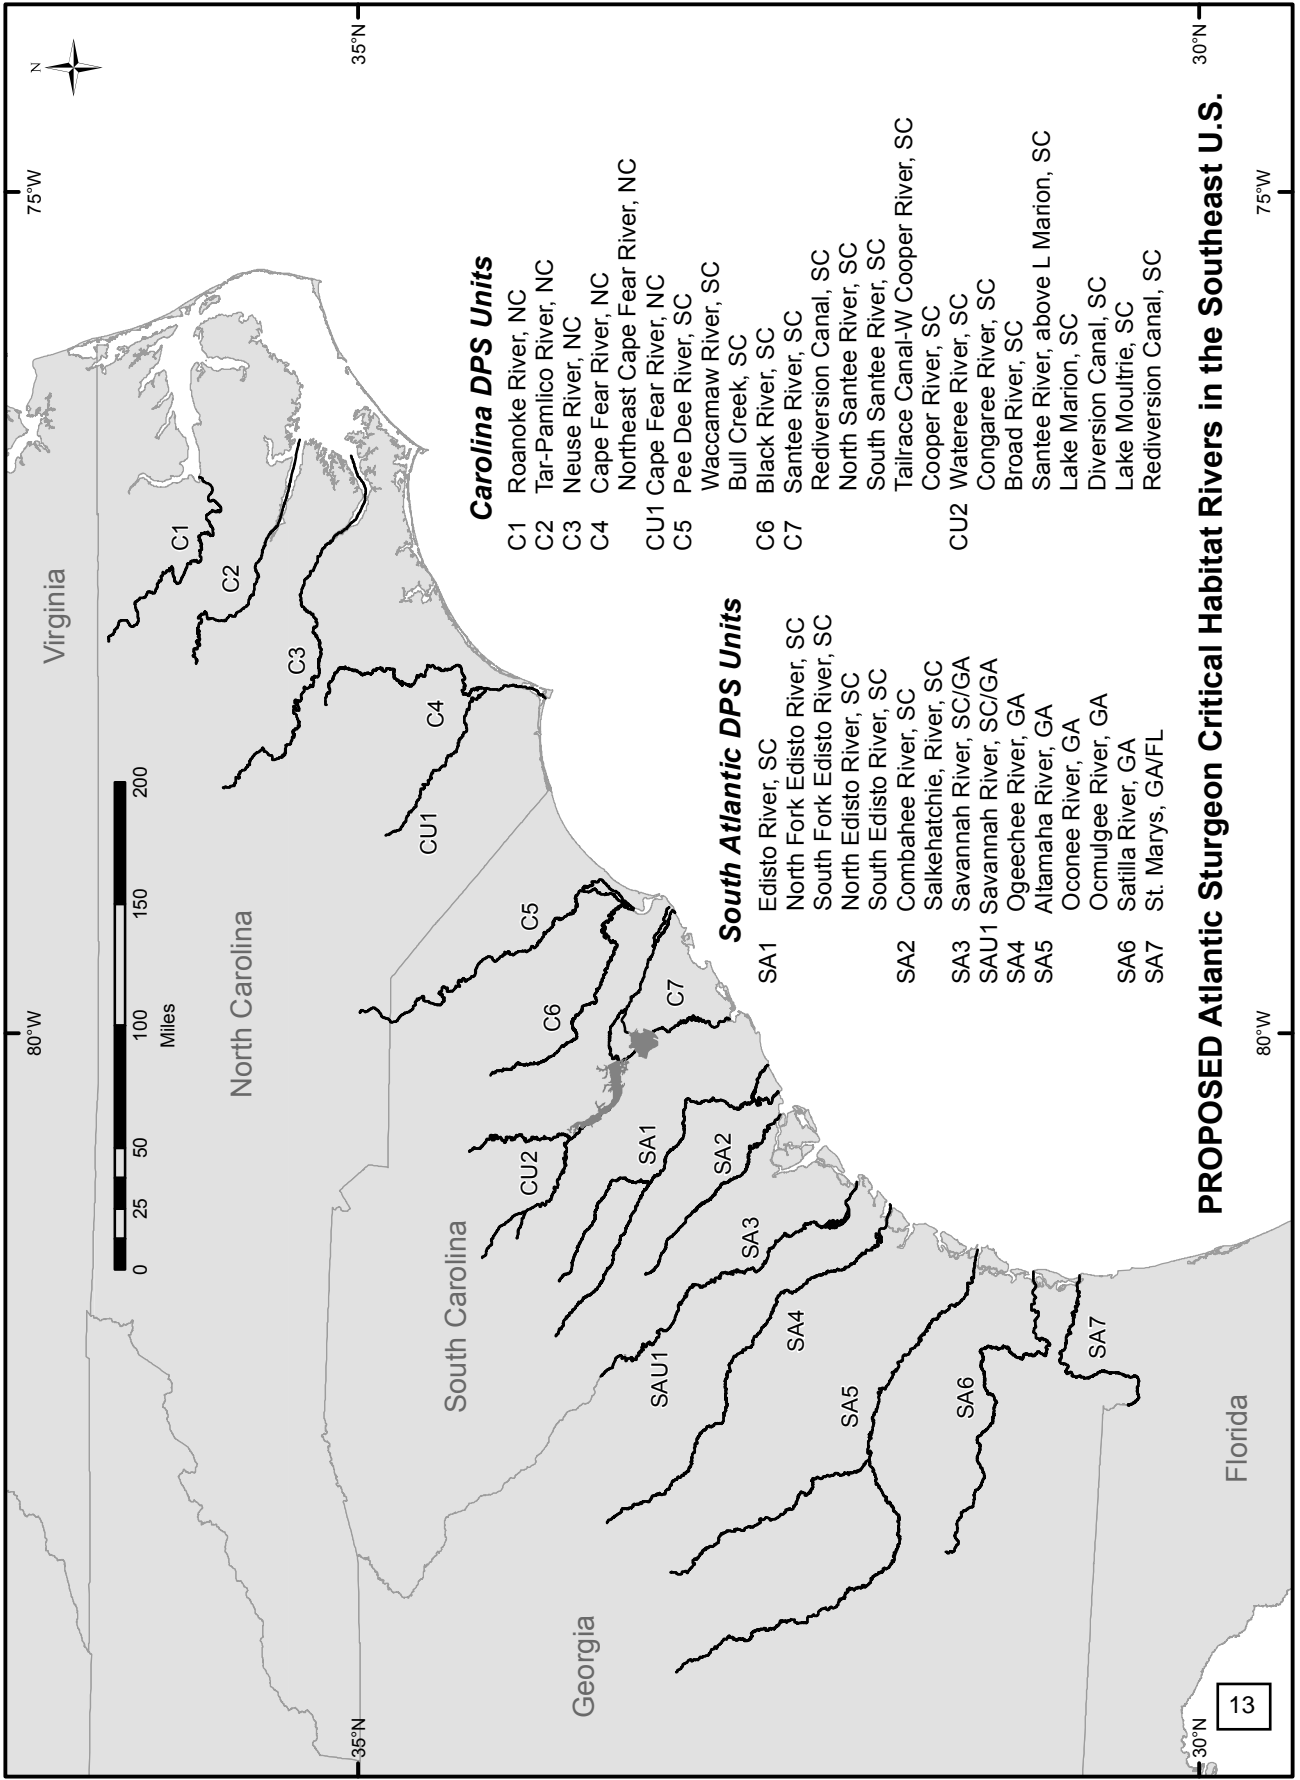 N
75°W
80°W
35°N
30°N
Virginia
North Carolina
South Carolina
Georgia
Florida
0 25 50 100 150 200
Miles
C1
C2
C3
C4
CU1
C5
C6
C7
CU2
SA1
SA2
SA3
SAU1
SA4
SA5
SA6
SA7
Carolina DPS Units
C1 Roanoke River, NC
C2 Tar-Pamlico River, NC
C3 Neuse River, NC
C4 Cape Fear River, NC
Northeast Cape Fear River, NC
CU1 Cape Fear River, NC
C5 Pee Dee River, SC
Waccamaw River, SC
Bull Creek, SC
C6 Black River, SC
C7 Santee River, SC
Rediversion Canal, SC
North Santee River, SC
South Santee River, SC
Tailrace Canal-W Cooper River, SC
Cooper River, SC
CU2 Wateree River, SC
Congaree River, SC
Broad River, SC
Santee River, above L Marion, SC
Lake Marion, SC
Diversion Canal, SC
Lake Moultrie, SC
Rediversion Canal, SC
South Atlantic DPS Units
SA1 Edisto River, SC
North Fork Edisto River, SC
South Fork Edisto River, SC
North Edisto River, SC
South Edisto River, SC
SA2 Combahee River, SC
Salkehatchie, River, SC
SA3 Savannah River, SC/GA
SAU1 Savannah River, SC/GA
SA4 Ogeechee River, GA
SA5 Altamaha River, GA
Oconee River, GA
Ocmulgee River, GA
SA6 Satilla River, GA
SA7 St. Marys, GA/FL
PROPOSED Atlantic Sturgeon Critical Habitat Rivers in the Southeast U.S.
35°N
30°N
80°W
75°W
13